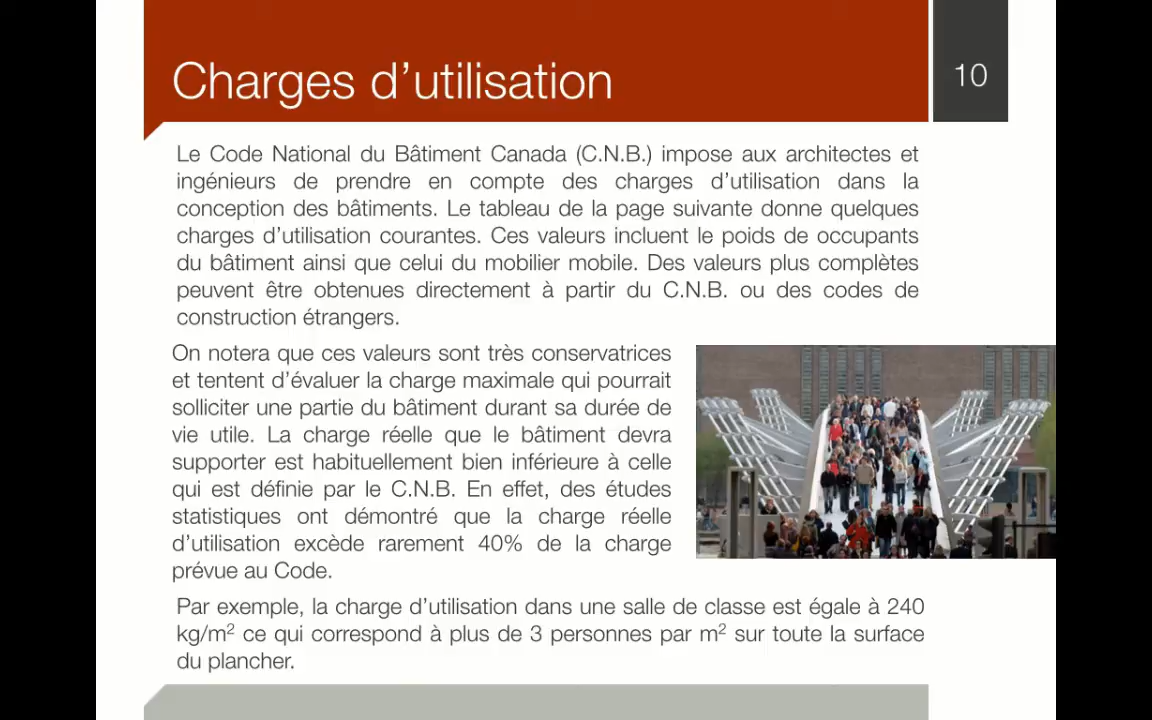 Charges d’utilisation
10
Le Code National du Bâtiment Canada (C.N.B.) impose aux architectes et
ingénieurs de prendre en compte des charges d’utilisation dans la
conception des bâtiments. Le tableau de la page suivante donne quelques
charges d’utilisation courantes. Ces valeurs incluent le poids de occupants
du bâtiment ainsi que celui du mobilier mobile. Des valeurs plus complètes
peuvent être obtenues directement à partir du C.N.B. ou des codes de
construction étrangers.
On notera que ces valeurs sont très conservatrices
et tentent d’évaluer la charge maximale qui pourrait
solliciter une partie du bâtiment durant sa durée de
vie utile. La charge réelle que le bâtiment devra
supporter est habituellement bien inférieure à celle
qui est définie par le C.N.B. En effet, des études
statistiques ont démontré que la charge réelle
d’utilisation excède rarement 40% de la charge
prévue au Code.
Par exemple, la charge d’utilisation dans une salle de classe est égale à 240
kg/m² ce qui correspond à plus de 3 personnes par m² sur toute la surface
du plancher.